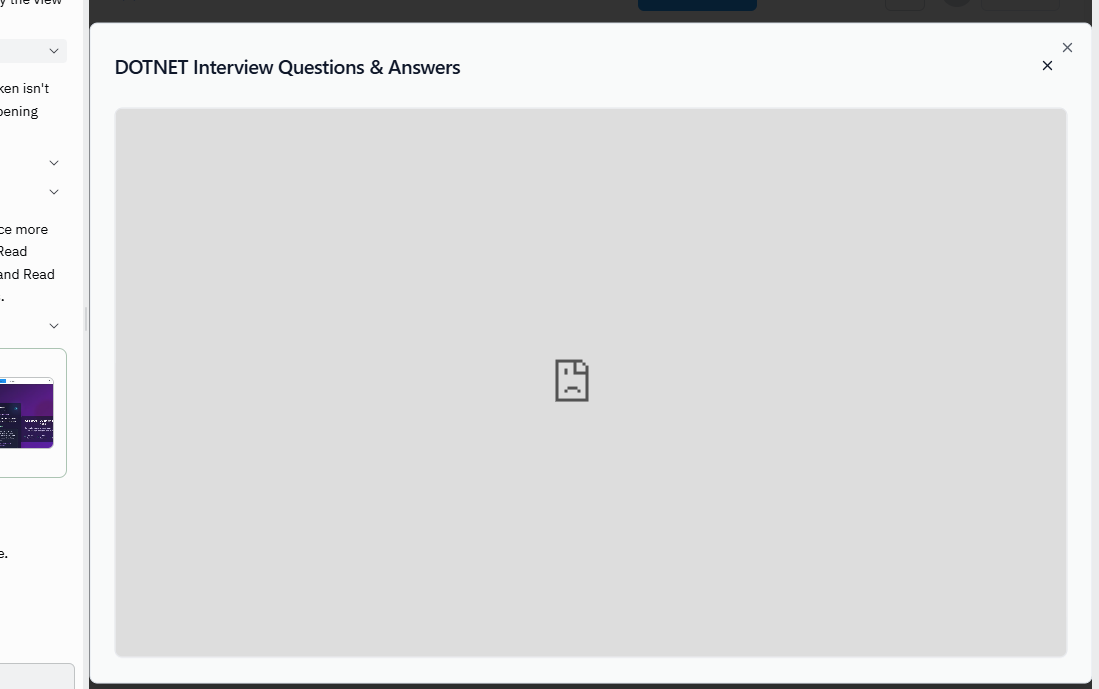 y the view
DOTNET Interview Questions & Answers
ken isn't
pening
ce more
Read
and Read
.
e.